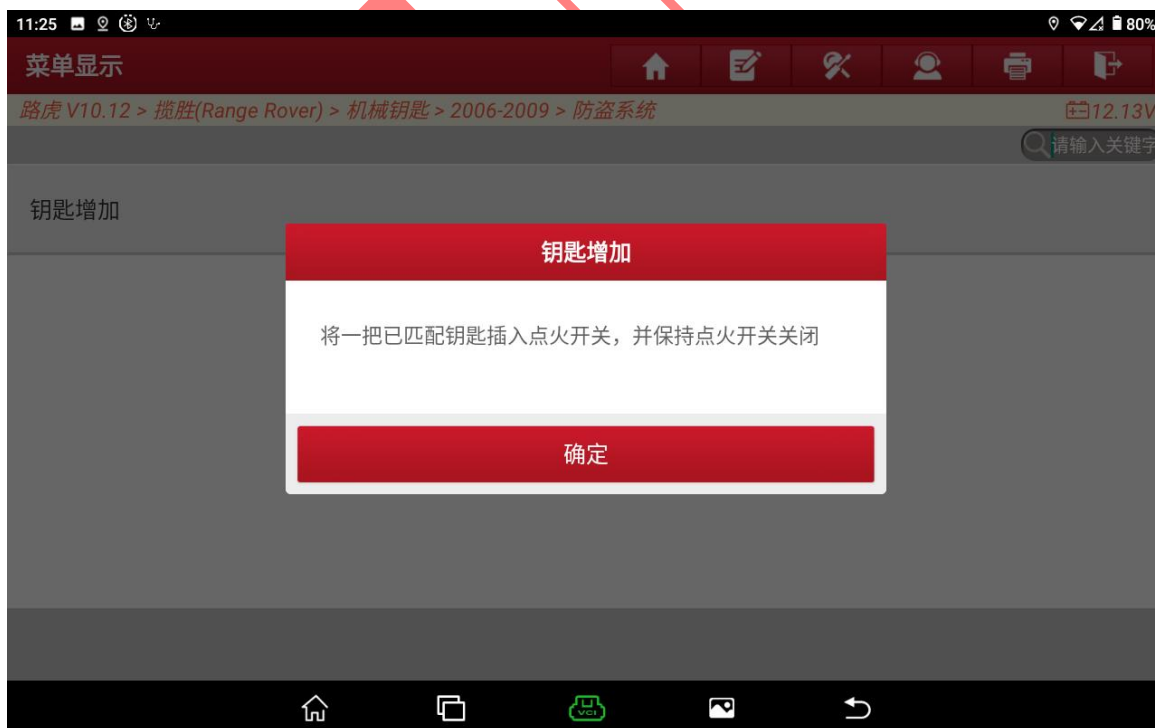 11:25
80%
菜单显示
路虎 V10.12 > 揽胜(Range Rover) > 机械钥匙 > 2006-2009 > 防盗系统
12.13V
请输入关键字
钥匙增加
钥匙增加
将一把已匹配钥匙插入点火开关，并保持点火开关关闭
确定
VCI